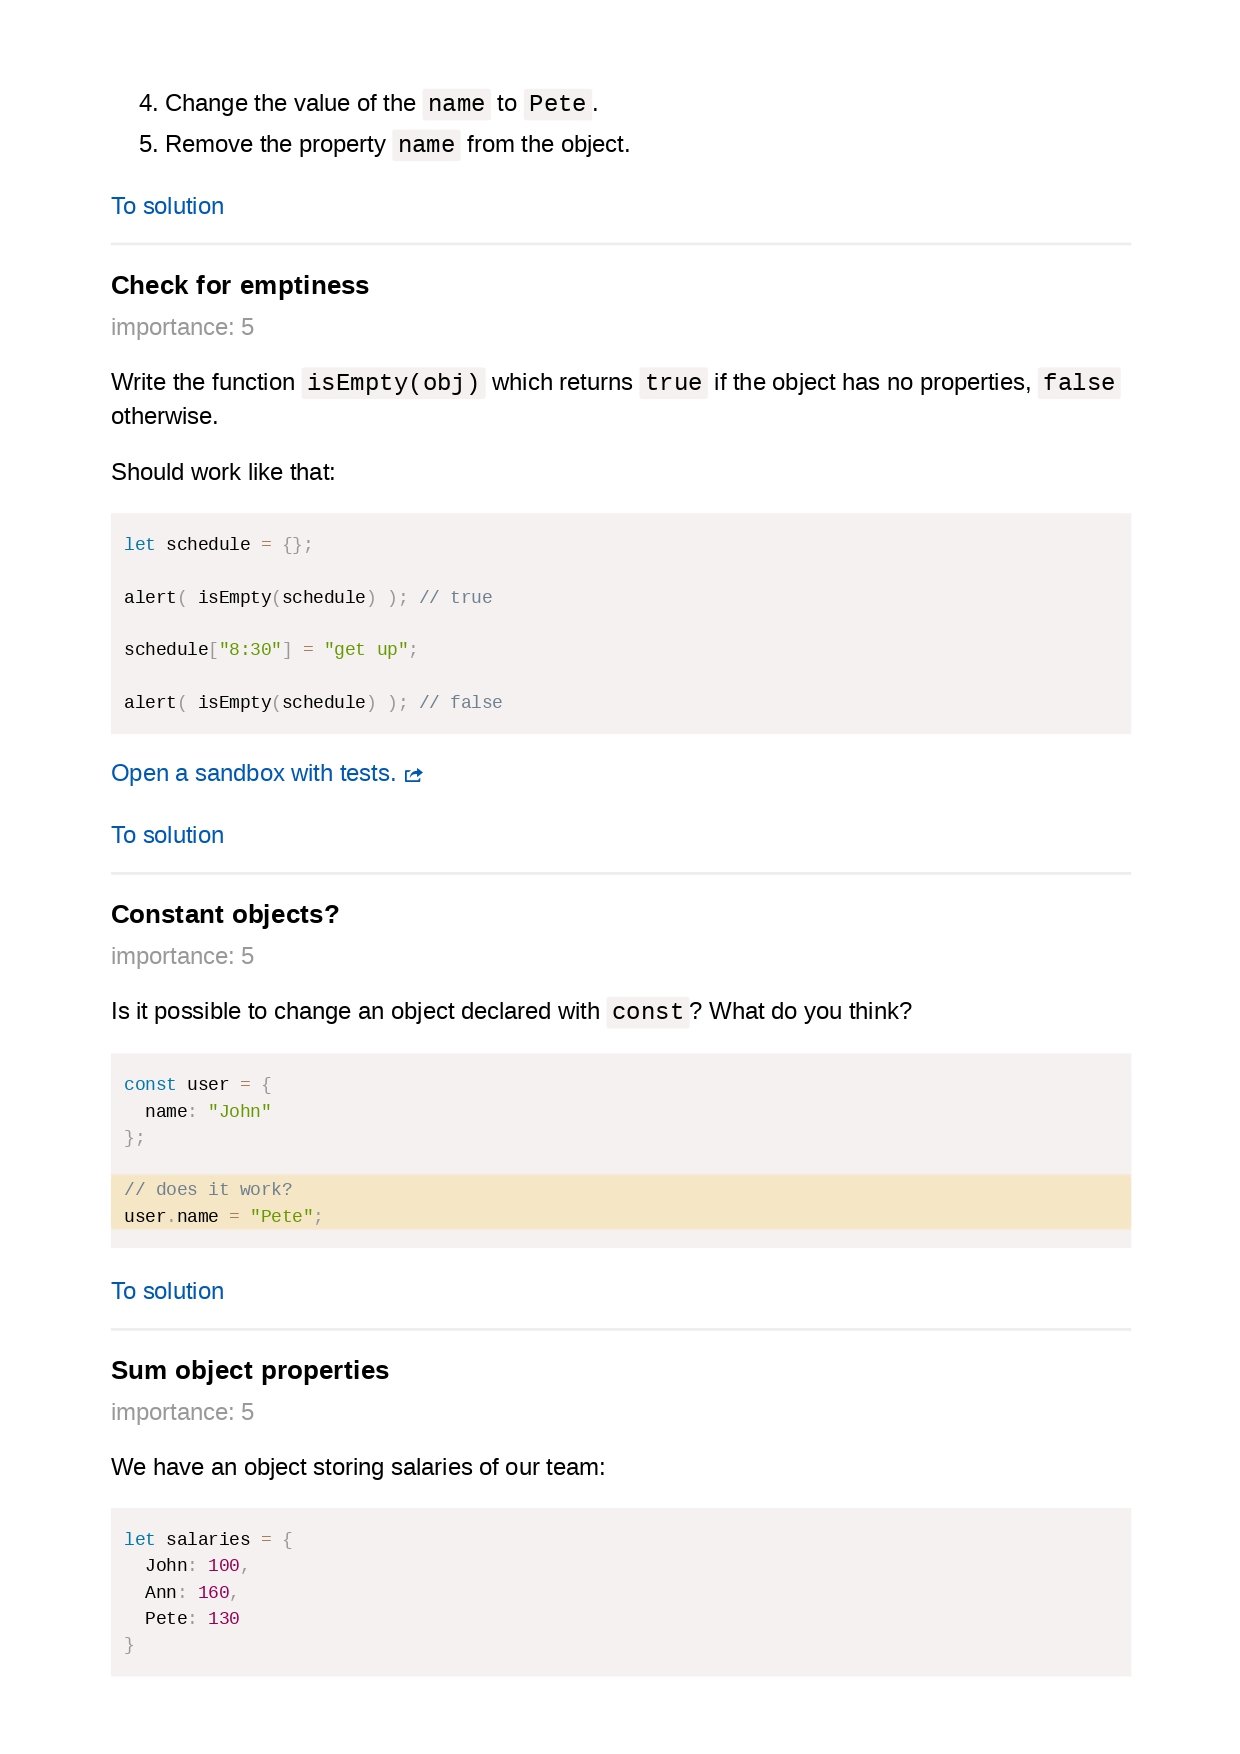 4. Change the value of the name to Pete.
5. Remove the property name from the object.
To solution
Check for emptiness
importance: 5
Write the function isEmpty(obj) which returns true if the object has no properties, false
otherwise.
Should work like that:
let schedule = {};
alert( isEmpty(schedule) ); // true
schedule["8:30"] = "get up";
alert( isEmpty(schedule) ); // false
Open a sandbox with tests.
To solution
Constant objects?
importance: 5
Is it possible to change an object declared with const? What do you think?
const user = {
  name: "John"
};
// does it work?
user.name = "Pete";
To solution
Sum object properties
importance: 5
We have an object storing salaries of our team:
let salaries = {
  John: 100,
  Ann: 160,
  Pete: 130
}